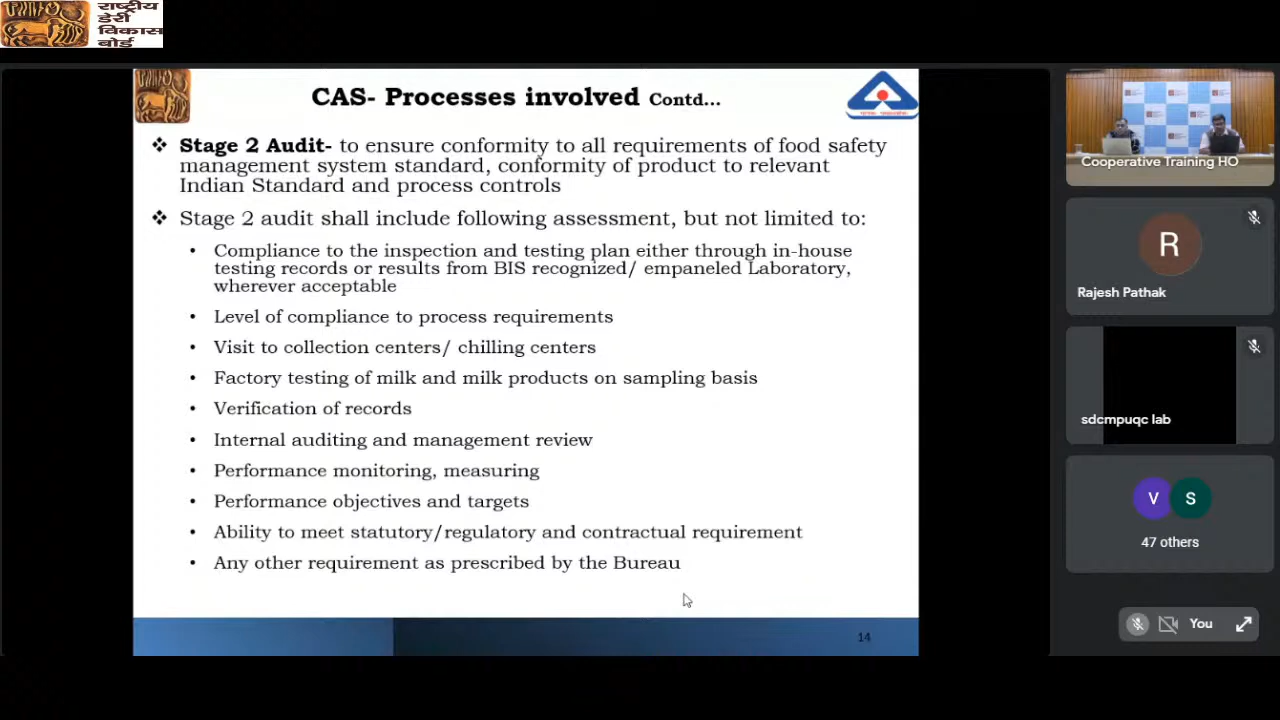 राष्ट्रीय
डेरी
विकास
बोर्ड
CAS- Processes involved Contd...
❖ Stage 2 Audit- to ensure conformity to all requirements of food safety
management system standard, conformity of product to relevant
Indian Standard and process controls
❖ Stage 2 audit shall include following assessment, but not limited to:
• Compliance to the inspection and testing plan either through in-house
testing records or results from BIS recognized/ empaneled Laboratory,
wherever acceptable
• Level of compliance to process requirements
• Visit to collection centers/ chilling centers
• Factory testing of milk and milk products on sampling basis
• Verification of records
• Internal auditing and management review
• Performance monitoring, measuring
• Performance objectives and targets
• Ability to meet statutory/regulatory and contractual requirement
• Any other requirement as prescribed by the Bureau
14
Cooperative Training HO
R
Rajesh Pathak
sdcmpuqc lab
V S
47 others
You